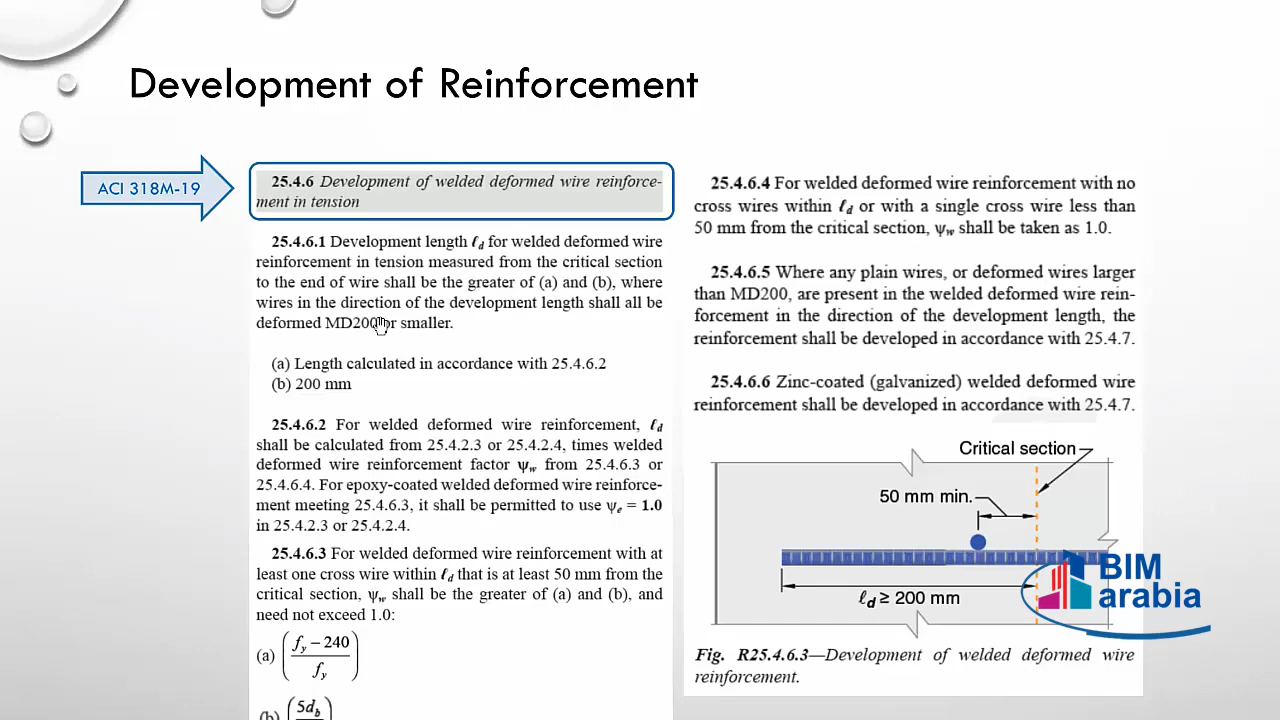 Development of Reinforcement
ACI 318M-19
25.4.6 Development of welded deformed wire reinforce-
ment in tension
25.4.6.1 Development length ℓd for welded deformed wire
reinforcement in tension measured from the critical section
to the end of wire shall be the greater of (a) and (b), where
wires in the direction of the development length shall all be
deformed MD200 or smaller.
(a) Length calculated in accordance with 25.4.6.2
(b) 200 mm
25.4.6.2 For welded deformed wire reinforcement, ℓd
shall be calculated from 25.4.2.3 or 25.4.2.4, times welded
deformed wire reinforcement factor ψw from 25.4.6.3 or
25.4.6.4. For epoxy-coated welded deformed wire reinforce-
ment meeting 25.4.6.3, it shall be permitted to use ψe = 1.0
in 25.4.2.3 or 25.4.2.4.
25.4.6.3 For welded deformed wire reinforcement with at
least one cross wire within ℓd that is at least 50 mm from the
critical section, ψw shall be the greater of (a) and (b), and
need not exceed 1.0:
(a) (fy − 240 / fy)
(b) (5db
25.4.6.4 For welded deformed wire reinforcement with no
cross wires within ℓd or with a single cross wire less than
50 mm from the critical section, ψw shall be taken as 1.0.
25.4.6.5 Where any plain wires, or deformed wires larger
than MD200, are present in the welded deformed wire rein-
forcement in the direction of the development length, the
reinforcement shall be developed in accordance with 25.4.7.
25.4.6.6 Zinc-coated (galvanized) welded deformed wire
reinforcement shall be developed in accordance with 25.4.7.
Critical section
50 mm min.
ℓd ≥ 200 mm
BIM
arabia
Fig. R25.4.6.3—Development of welded deformed wire
reinforcement.